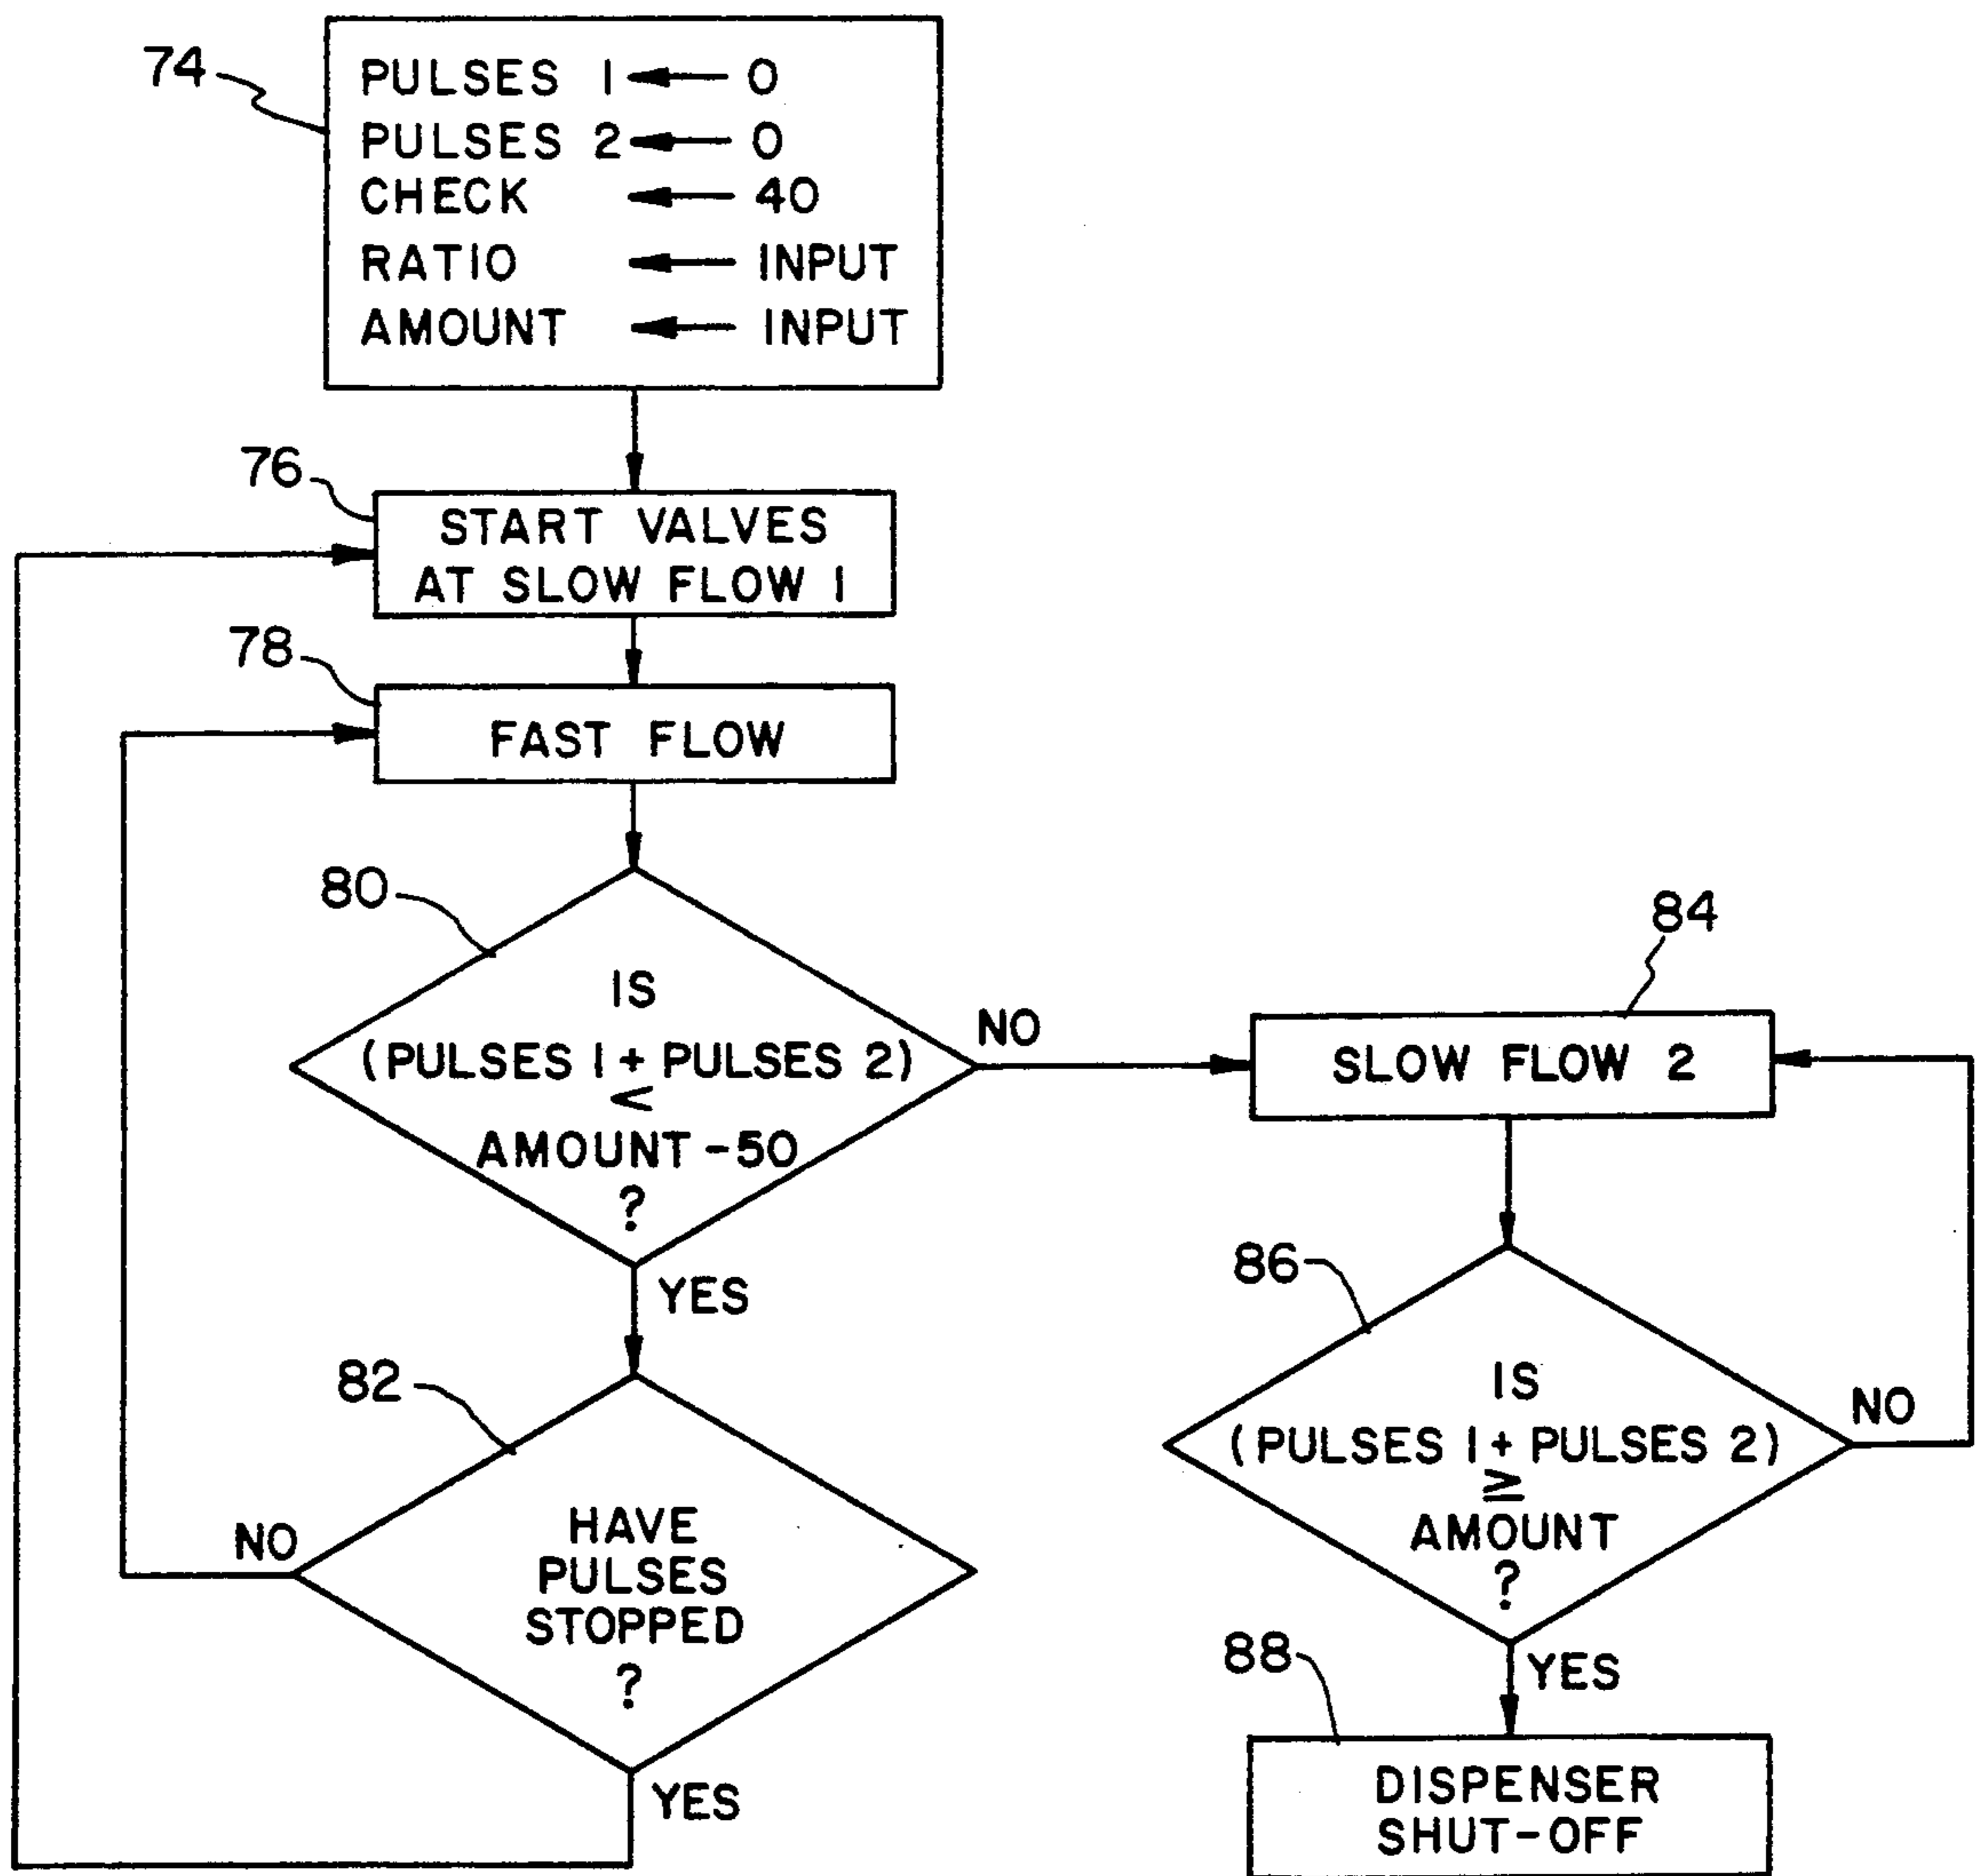 74
PULSES 1 ← 0
PULSES 2 ← 0
CHECK ← 40
RATIO ← INPUT
AMOUNT ← INPUT
76
START VALVES
AT SLOW FLOW 1
78
FAST FLOW
80
IS
(PULSES 1 + PULSES 2)
<
AMOUNT - 50
?
NO
YES
82
HAVE
PULSES
STOPPED
?
NO
YES
84
SLOW FLOW 2
86
IS
(PULSES 1 + PULSES 2)
≥
AMOUNT
?
NO
YES
88
DISPENSER
SHUT-OFF